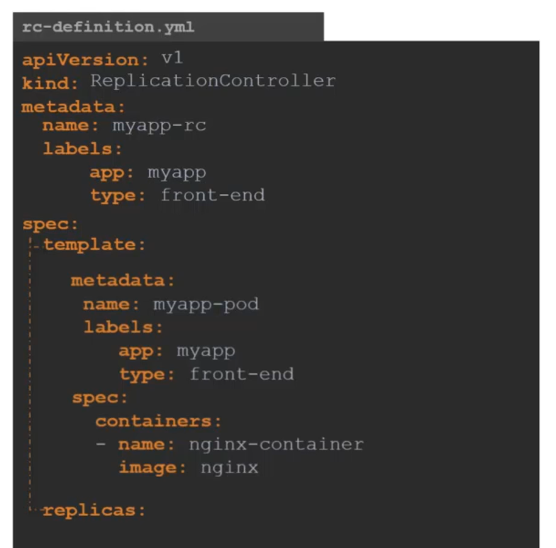 rc-definition.yml
apiVersion: v1
kind: ReplicationController
metadata:
  name: myapp-rc
  labels:
      app: myapp
      type: front-end
spec:
  template:
    metadata:
      name: myapp-pod
      labels:
         app: myapp
         type: front-end
    spec:
      containers:
      - name: nginx-container
        image: nginx
  replicas: